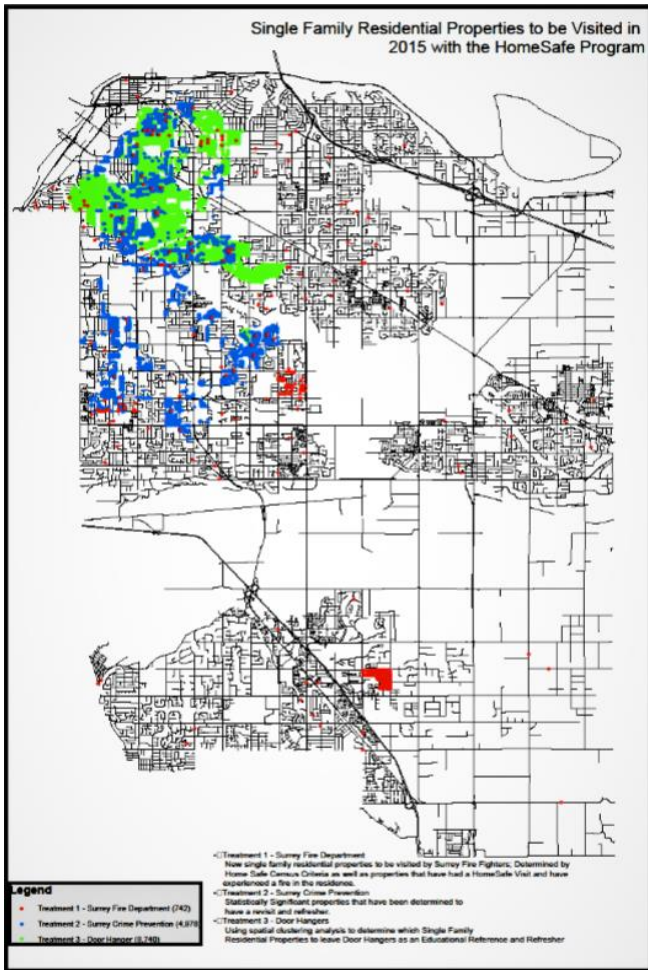 Single Family Residential Properties to be Visited in
2015 with the HomeSafe Program
Treatment 1 - Surrey Fire Department
New single family residential properties to be visited by Surrey Fire Fighters, Determined by
Home Safe Census Criteria as well as properties that have had a HomeSafe Visit and have
experienced a fire in the residence.
Treatment 2 - Surrey Crime Prevention
Statistically Significant properties that have been determined to
have a revisit and refresher.
Treatment 3 - Door Hangers
Using spatial clustering analysis to determine which Single Family
Residential Properties to leave Door Hangers as an Educational Reference and Refresher
Legend
Treatment 1 - Surrey Fire Department (742)
Treatment 2 - Surrey Crime Prevention
Treatment 3 - Door Hanger